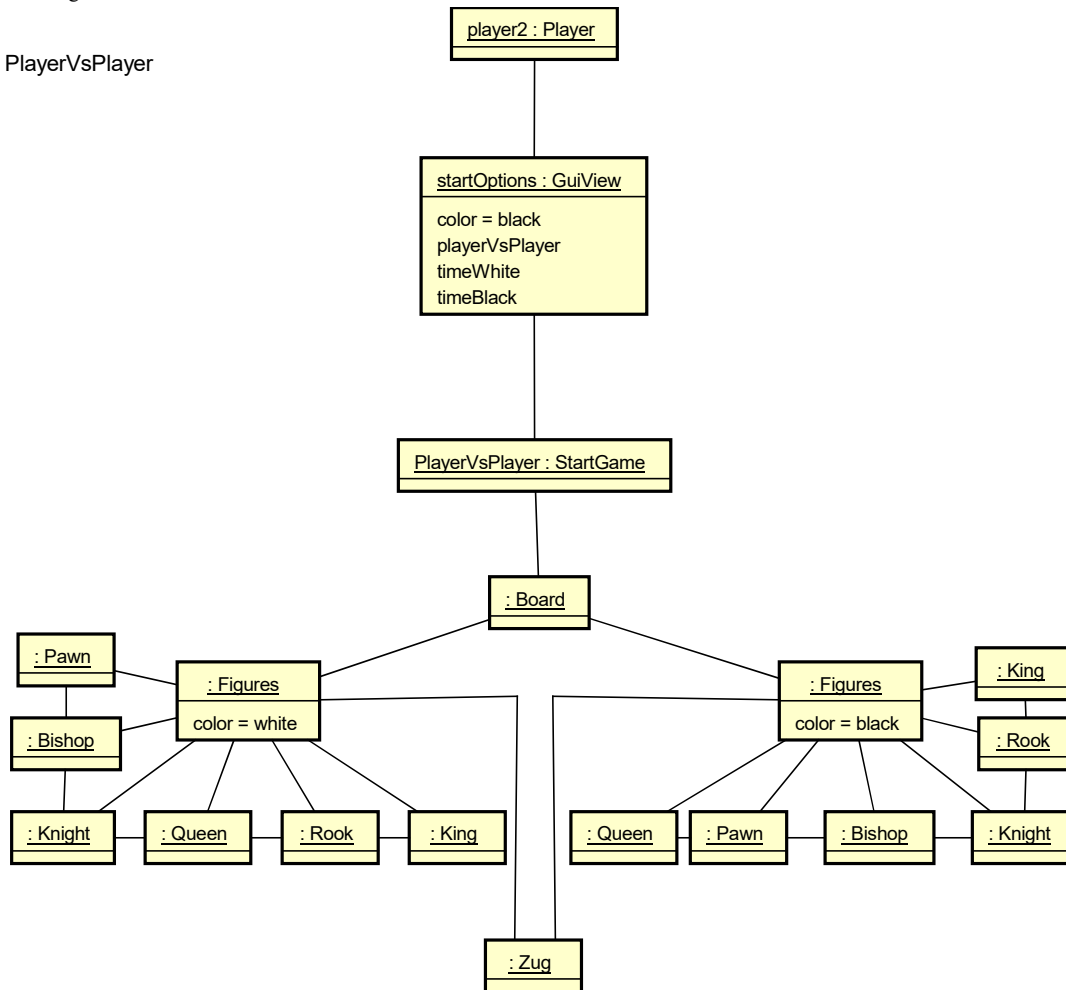 player2 : Player
PlayerVsPlayer
startOptions : GuiView
color = black
playerVsPlayer
timeWhite
timeBlack
PlayerVsPlayer : StartGame
: Board
: Pawn
: Figures
color = white
: Bishop
: Knight
: Queen
: Rook
: King
: Figures
color = black
: King
: Rook
: Queen
: Pawn
: Bishop
: Knight
: Zug